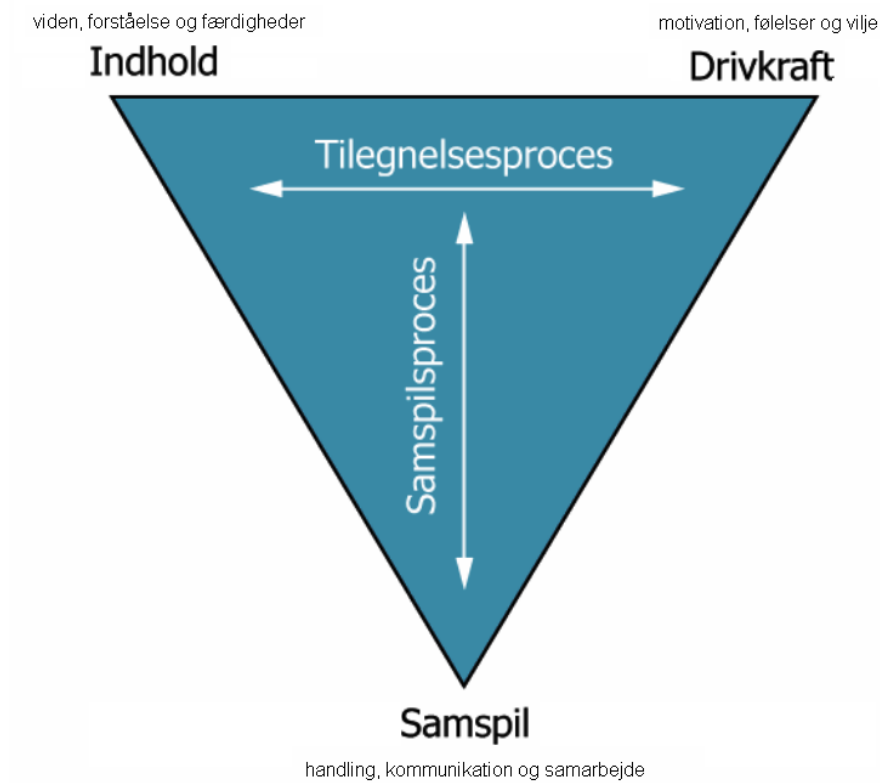 viden, forståelse og færdigheder
motivation, følelser og vilje
Indhold
Drivkraft
Tilegnelsesproces
Samspilsproces
Samspil
handling, kommunikation og samarbejde